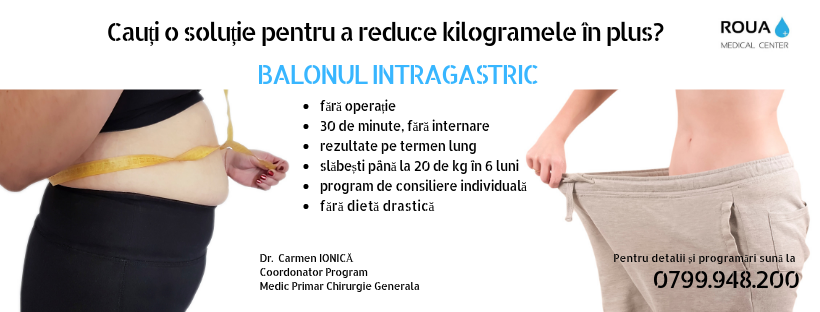 Cauți o soluție pentru a reduce kilogramele în plus?
ROUA
MEDICAL CENTER
BALONUL INTRAGASTRIC
• fără operație
• 30 de minute, fără internare
• rezultate pe termen lung
• slăbești până la 20 de kg în 6 luni
• program de consiliere individuală
• fără dietă drastică
Dr. Carmen IONICĂ
Coordonator Program
Medic Primar Chirurgie Generala
Pentru detalii și programări sună la
0799.948.200